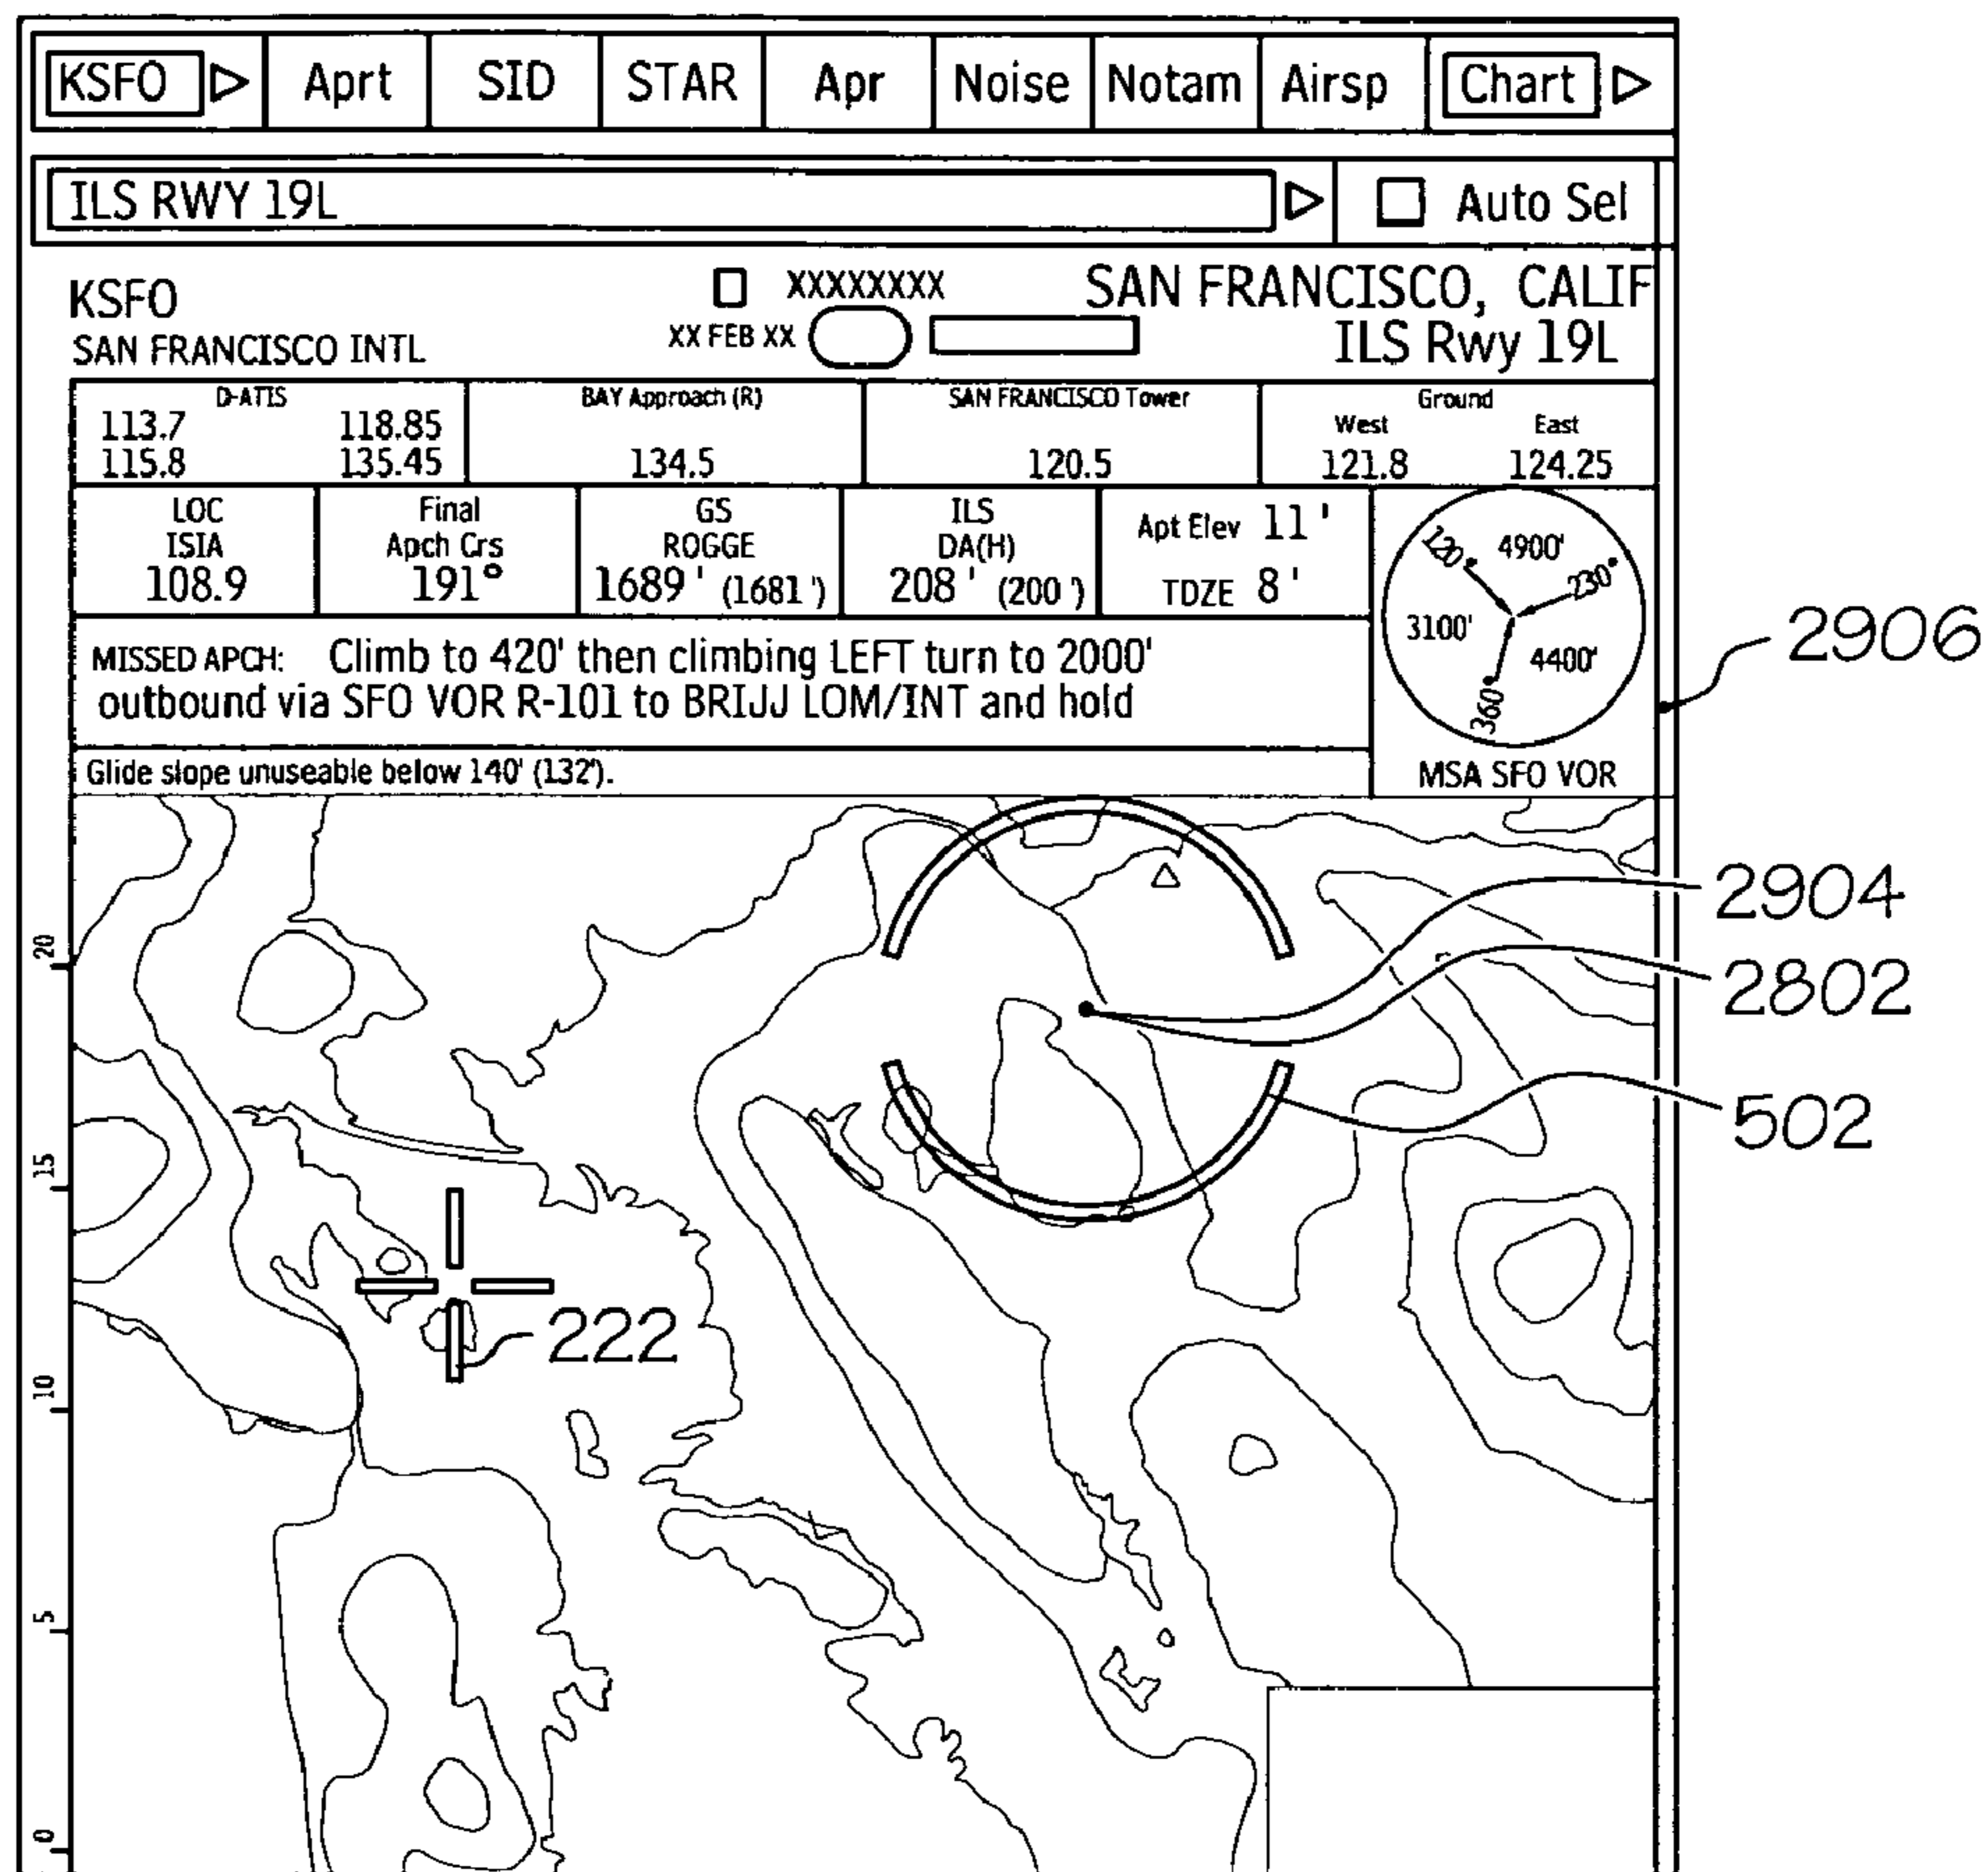 KSFO Aprt SID STAR Apr Noise Notam Airsp Chart
ILS RWY 19L Auto Sel
KSFO XXXXXXXX SAN FRANCISCO, CALIF
SAN FRANCISCO INTL XX FEB XX ILS Rwy 19L
D-ATIS BAY Approach (R) SAN FRANCISCO Tower Ground
113.7 118.85 West East
115.8 135.45 134.5 120.5 121.8 124.25
LOC Final GS ILS
ISIA Apch Crs ROGGE DA(H)
108.9 191° 1689' (1681') 208' (200')
Apt Elev 11'
TDZE 8'
120 4900' 230°
3100' 4400'
360
MSA SFO VOR
MISSED APCH: Climb to 420' then climbing LEFT turn to 2000'
outbound via SFO VOR R-101 to BRIJJ LOM/INT and hold
Glide slope unuseable below 140' (132').
2906
2904
2802
502
222
20
15
10
5
0